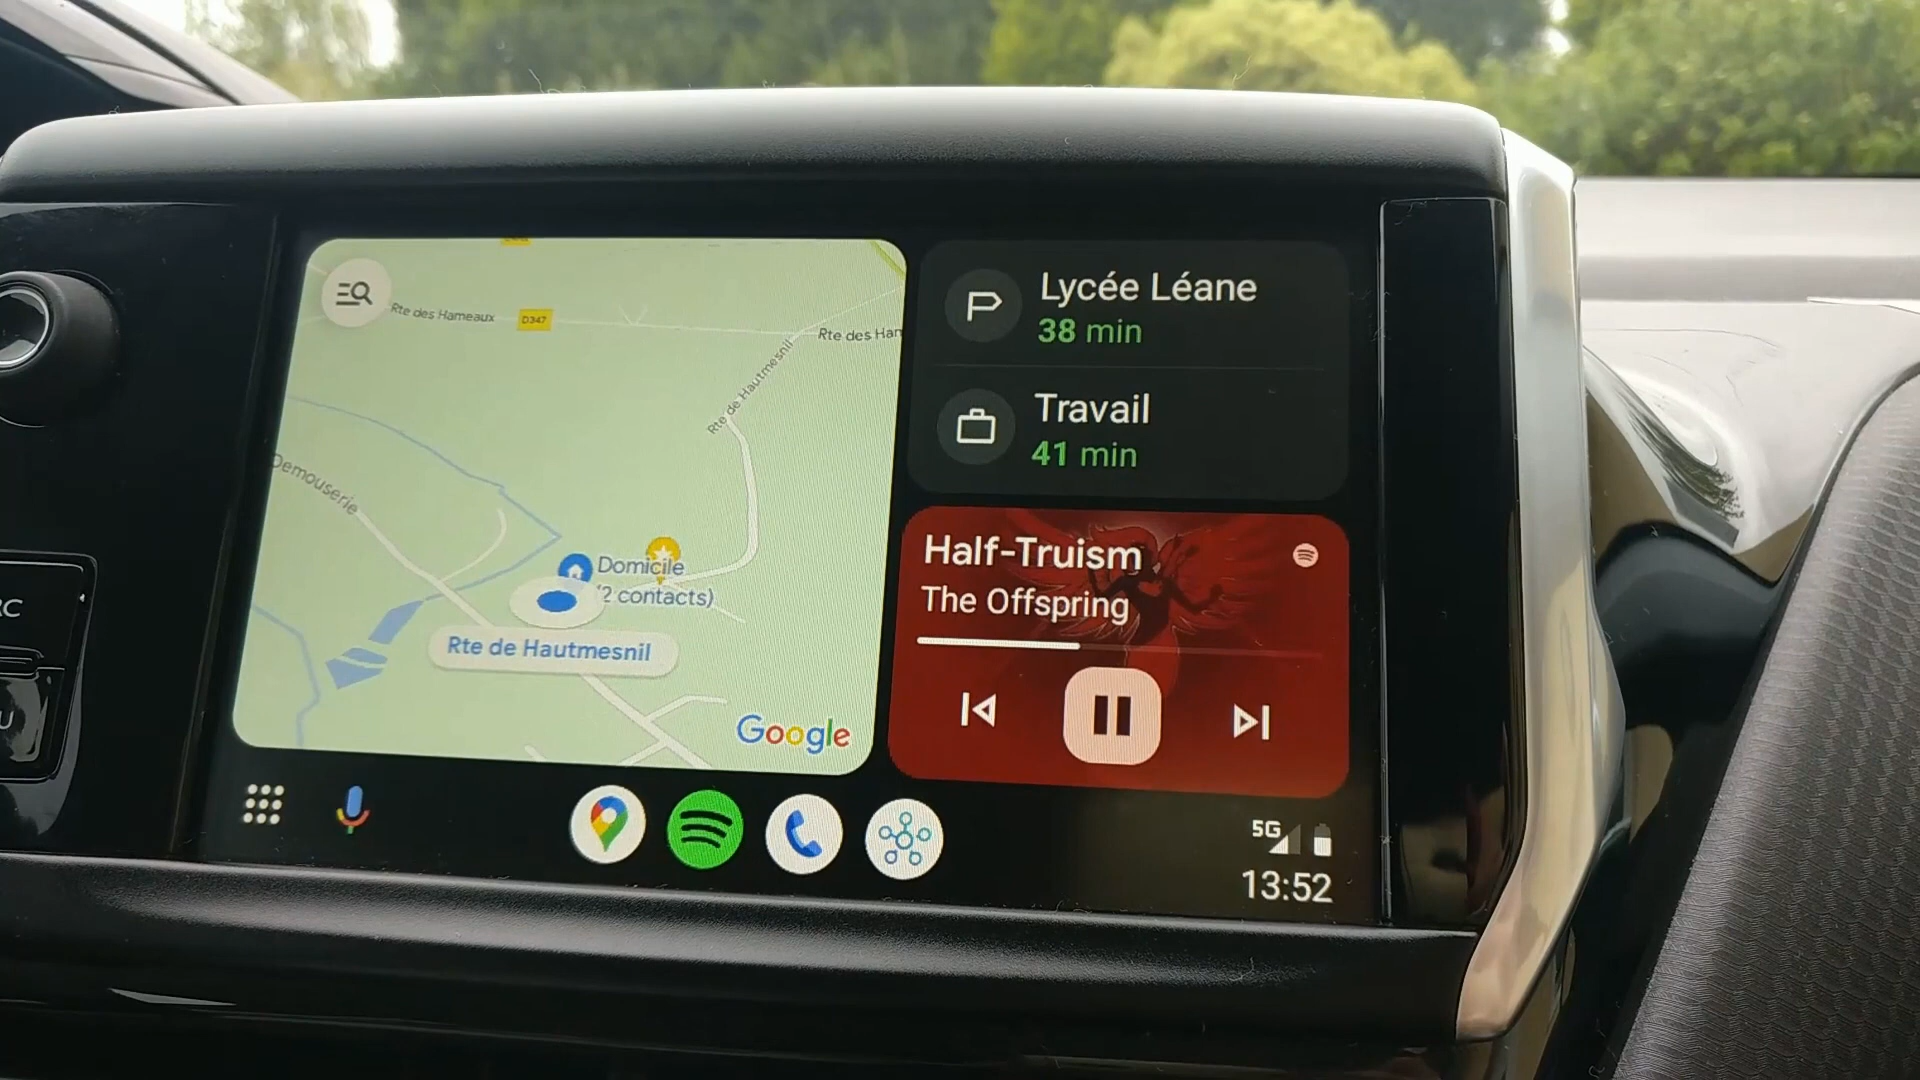 Rte des Hameaux
D347
Rte des Han
Rte de Hautmesnil
Demouserie
Domicile
(2 contacts)
Rte de Hautmesnil
Google
Lycée Léane
38 min
Travail
41 min
Half-Truism
The Offspring
5G
13:52
RC
U